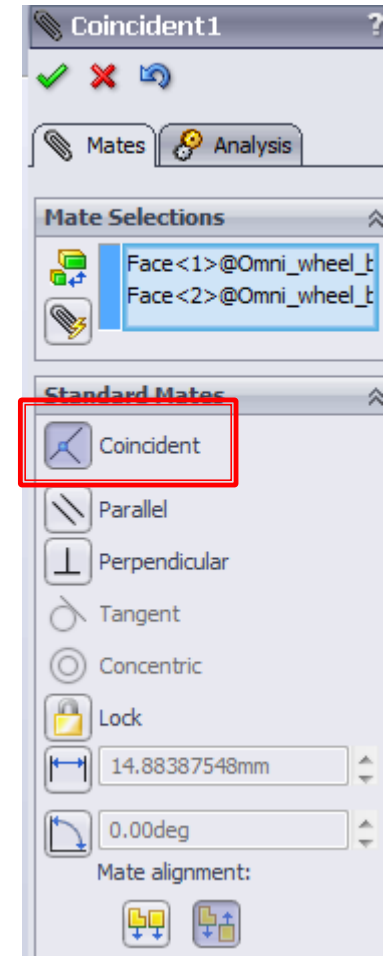 Coincident1 ?
Mates Analysis
Mate Selections
Face<1>@Omni_wheel_b
Face<2>@Omni_wheel_b
Standard Mates
Coincident
Parallel
Perpendicular
Tangent
Concentric
Lock
14.88387548mm
0.00deg
Mate alignment: